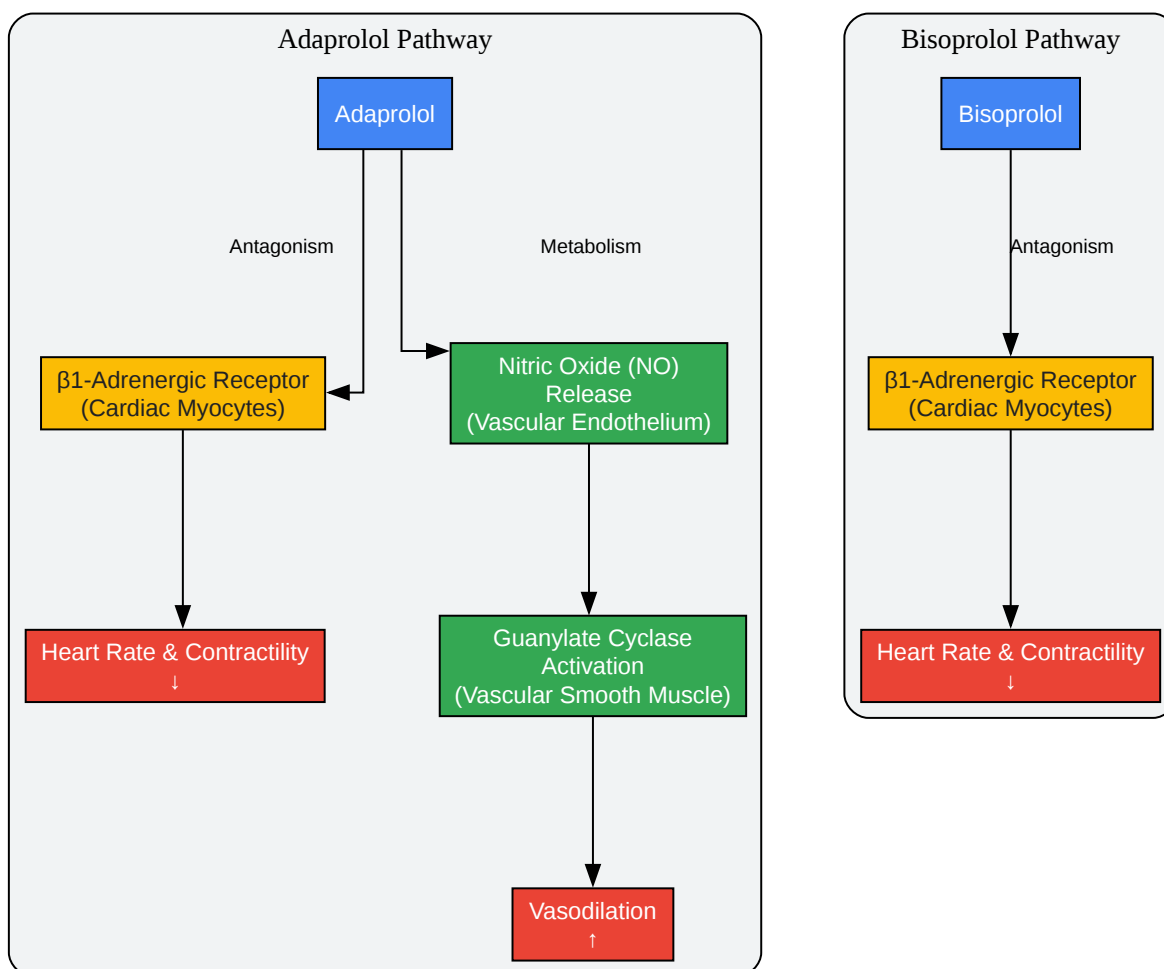 Adaprolol Pathway
Adaprolol
Antagonism
Metabolism
β1-Adrenergic Receptor
(Cardiac Myocytes)
Nitric Oxide (NO)
Release
(Vascular Endothelium)
Heart Rate & Contractility
↓
Guanylate Cyclase
Activation
(Vascular Smooth Muscle)
Vasodilation
↑
Bisoprolol Pathway
Bisoprolol
Antagonism
β1-Adrenergic Receptor
(Cardiac Myocytes)
Heart Rate & Contractility
↓